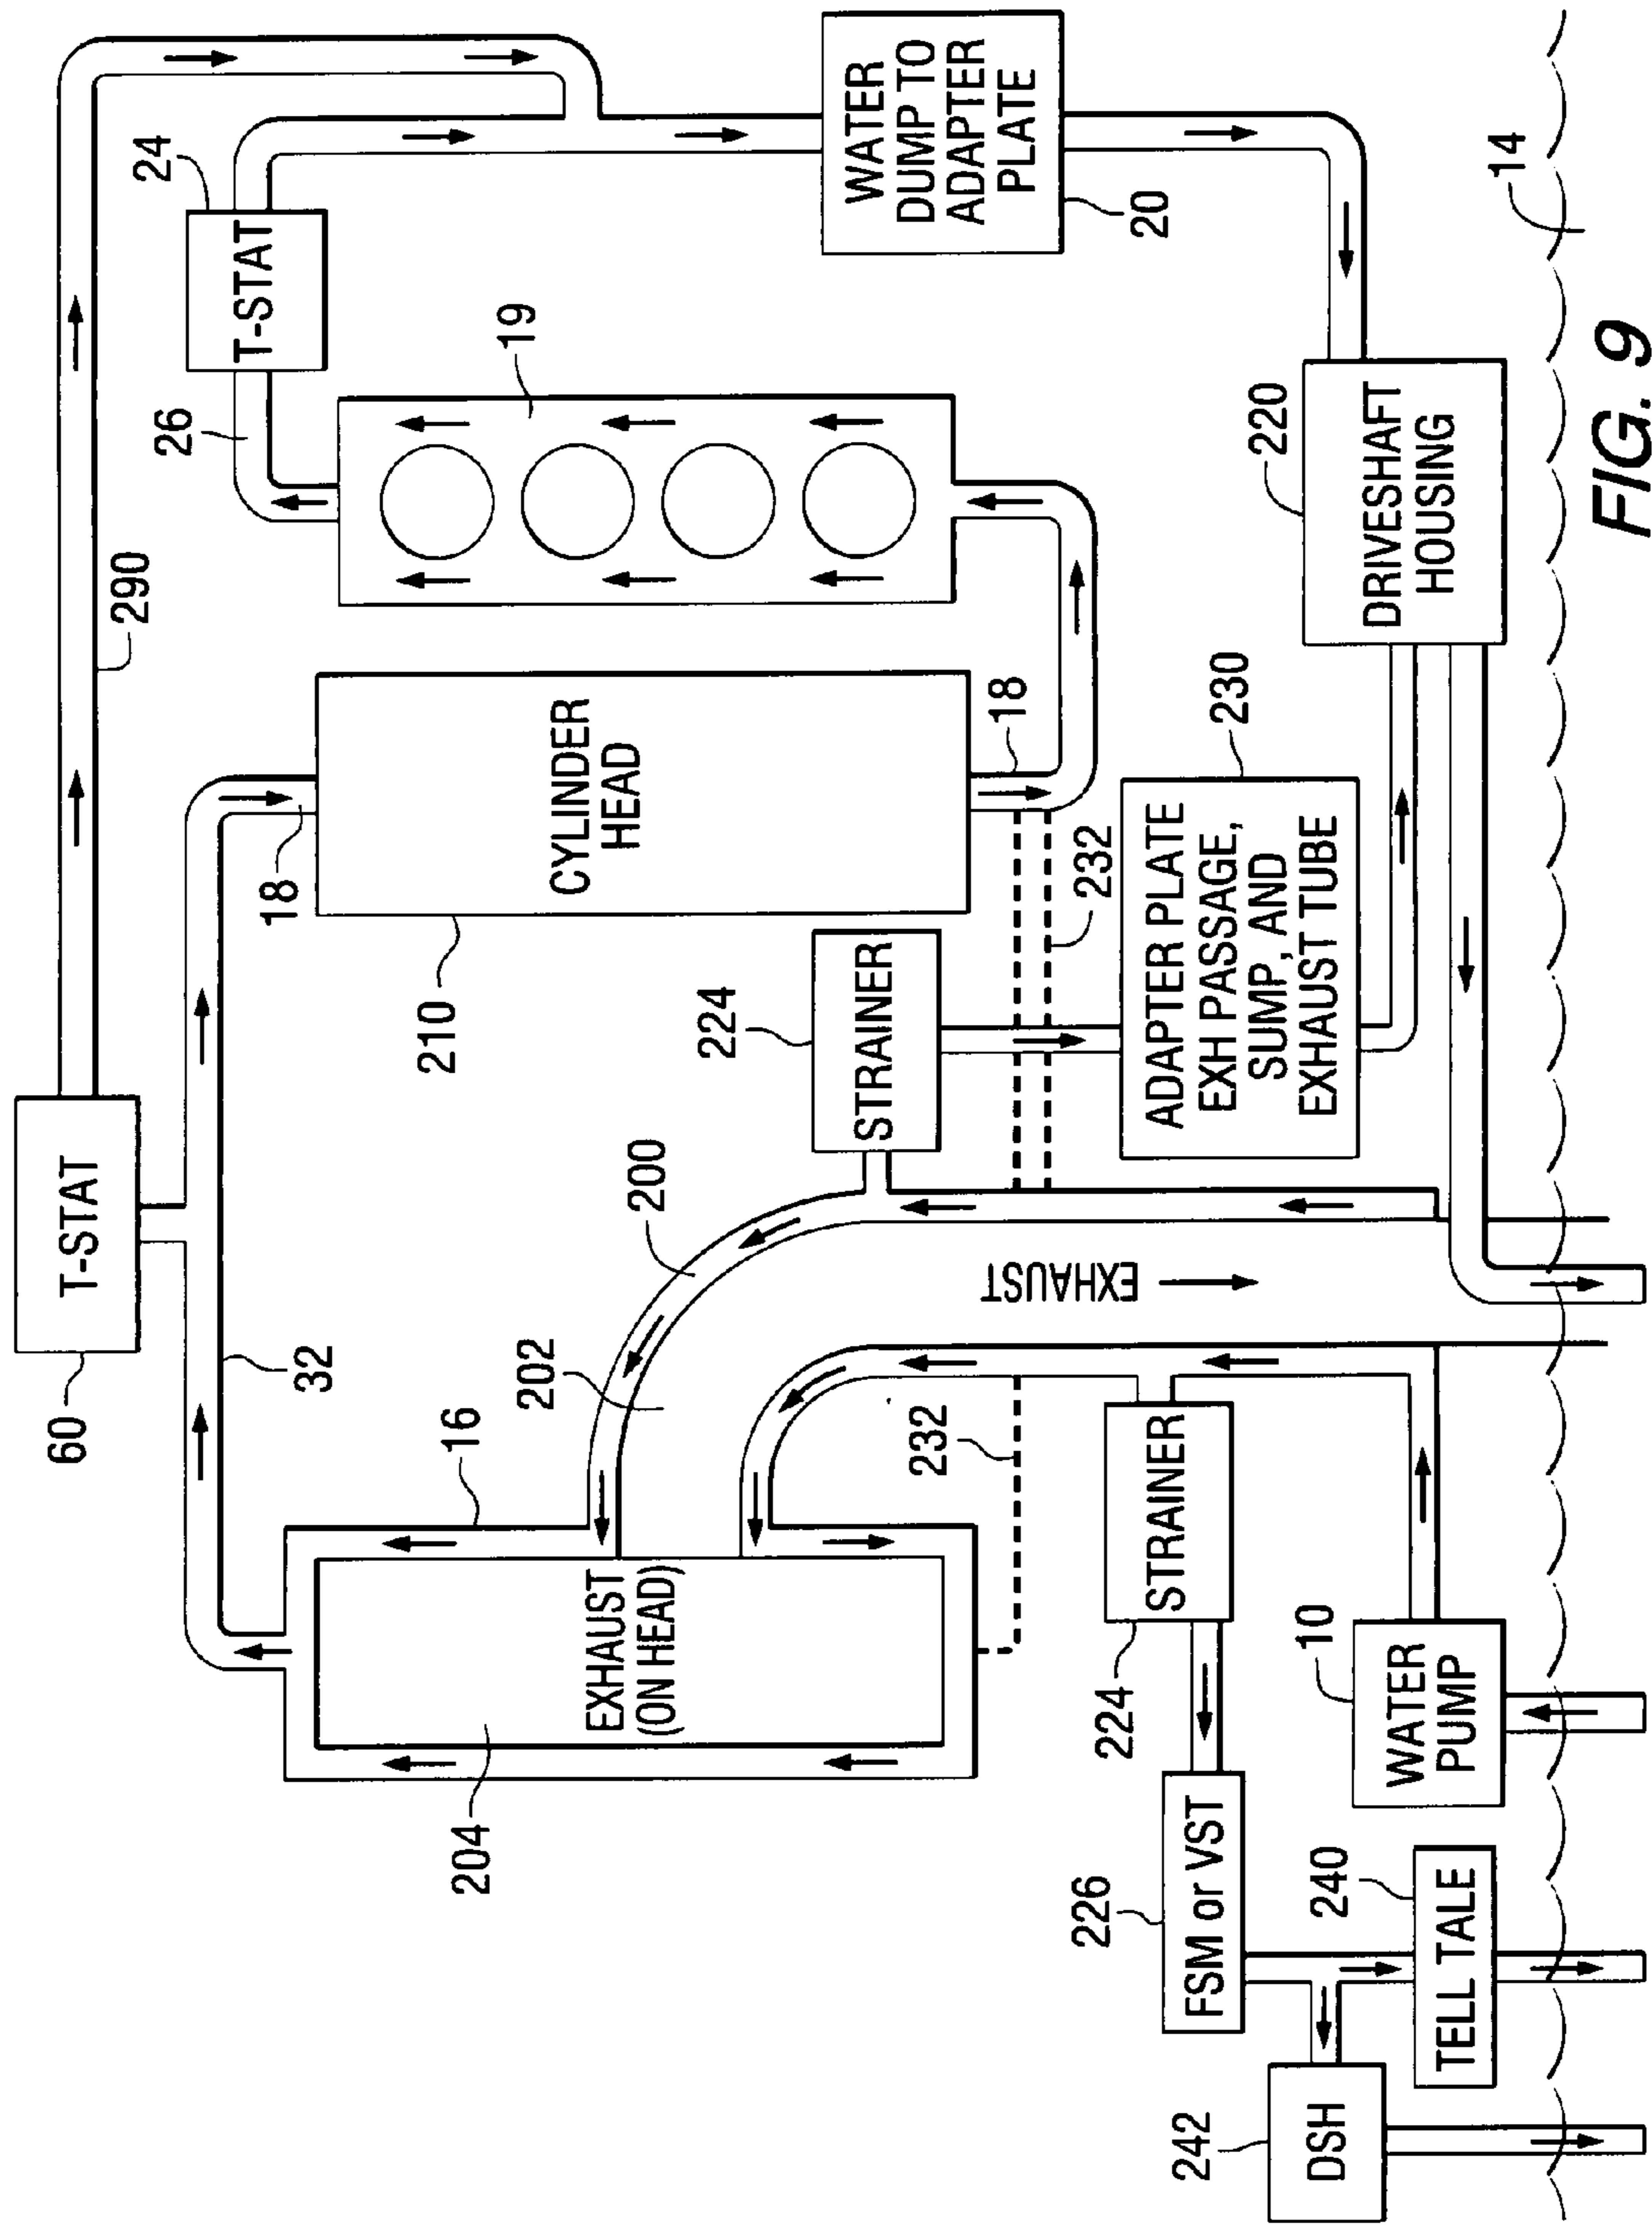 60
T-STAT
290
24
T-STAT
26
32
18
16
204
EXHAUST
(ON HEAD)
202
200
210
CYLINDER
HEAD
18
19
WATER
DUMP TO
ADAPTER
PLATE
20
224
STRAINER
232
232
EXHAUST
230
ADAPTER PLATE
EXH PASSAGE,
SUMP, AND
EXHAUST TUBE
224
STRAINER
226
FSM or VST
10
WATER
PUMP
220
DRIVESHAFT
HOUSING
242
DSH
240
TELL TALE
14
FIG. 9